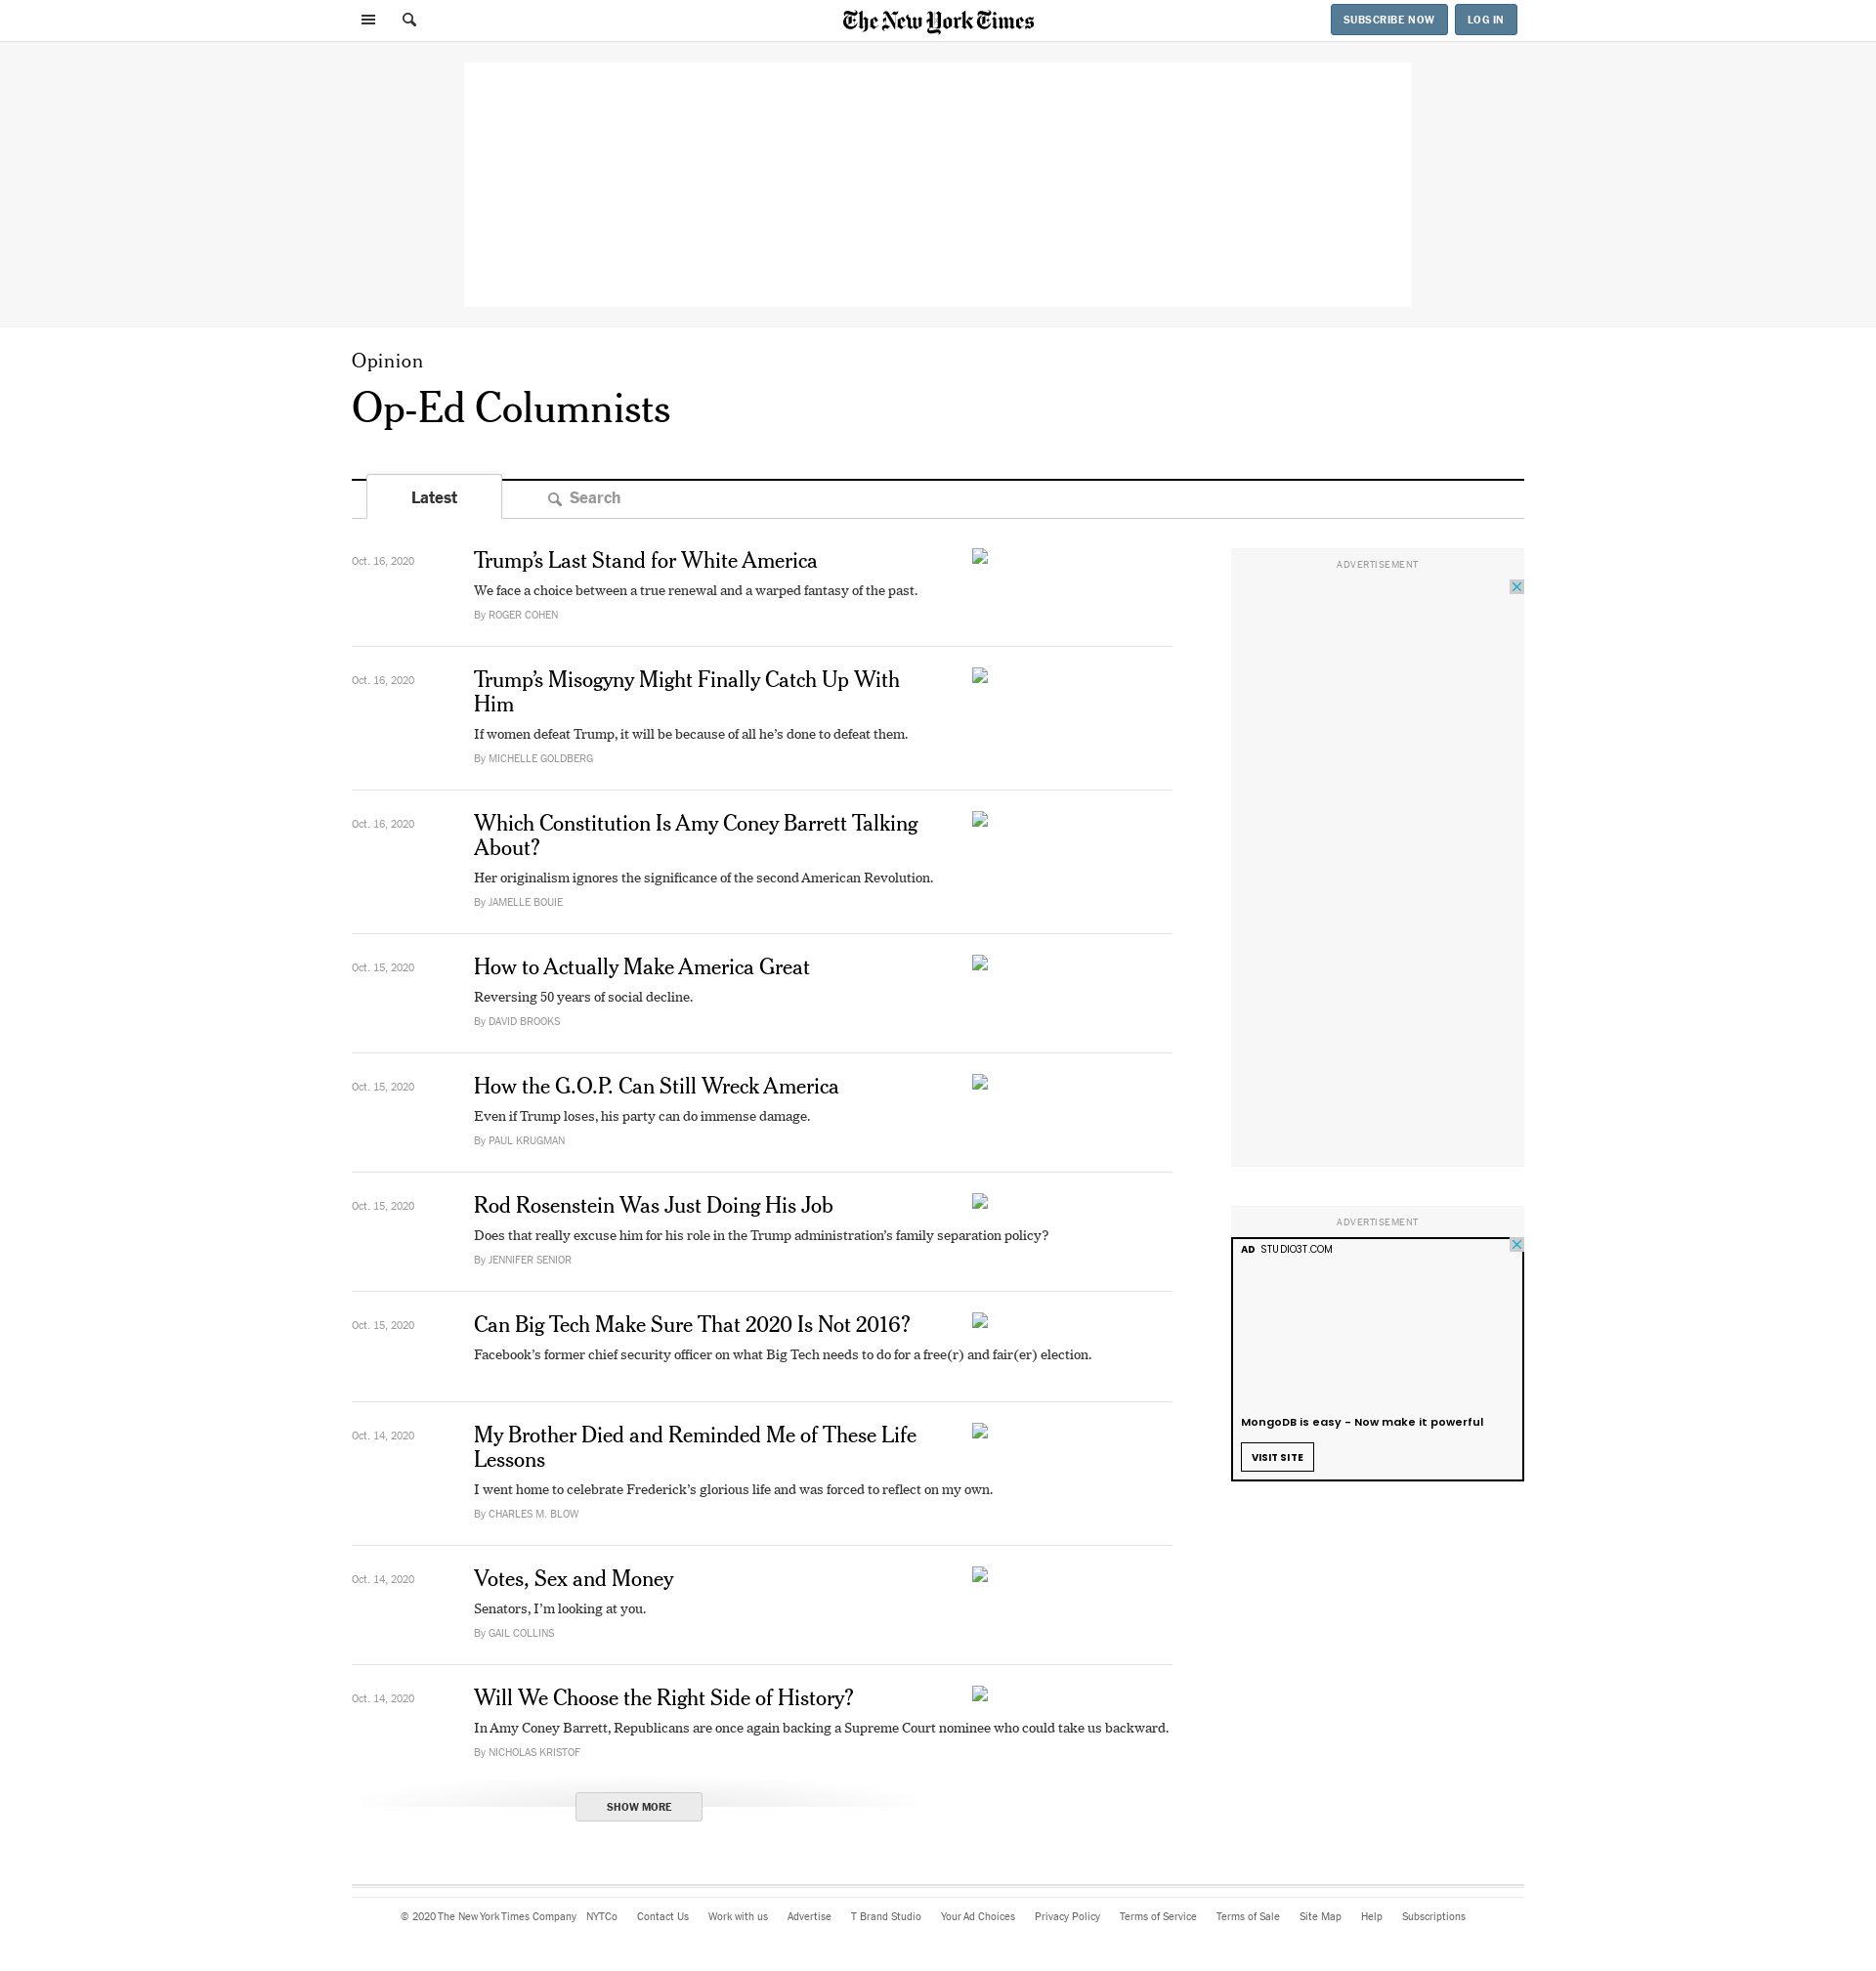 The New York Times
SUBSCRIBE NOW
LOG IN
Opinion
Op-Ed Columnists
Latest
Search
Oct. 16, 2020
Trump’s Last Stand for White America
We face a choice between a true renewal and a warped fantasy of the past.
By ROGER COHEN
Oct. 16, 2020
Trump’s Misogyny Might Finally Catch Up With
Him
If women defeat Trump, it will be because of all he’s done to defeat them.
By MICHELLE GOLDBERG
Oct. 16, 2020
Which Constitution Is Amy Coney Barrett Talking
About?
Her originalism ignores the significance of the second American Revolution.
By JAMELLE BOUIE
Oct. 15, 2020
How to Actually Make America Great
Reversing 50 years of social decline.
By DAVID BROOKS
Oct. 15, 2020
How the G.O.P. Can Still Wreck America
Even if Trump loses, his party can do immense damage.
By PAUL KRUGMAN
Oct. 15, 2020
Rod Rosenstein Was Just Doing His Job
Does that really excuse him for his role in the Trump administration’s family separation policy?
By JENNIFER SENIOR
Oct. 15, 2020
Can Big Tech Make Sure That 2020 Is Not 2016?
Facebook’s former chief security officer on what Big Tech needs to do for a free(r) and fair(er) election.
Oct. 14, 2020
My Brother Died and Reminded Me of These Life
Lessons
I went home to celebrate Frederick’s glorious life and was forced to reflect on my own.
By CHARLES M. BLOW
Oct. 14, 2020
Votes, Sex and Money
Senators, I’m looking at you.
By GAIL COLLINS
Oct. 14, 2020
Will We Choose the Right Side of History?
In Amy Coney Barrett, Republicans are once again backing a Supreme Court nominee who could take us backward.
By NICHOLAS KRISTOF
SHOW MORE
ADVERTISEMENT
ADVERTISEMENT
AD STUDIO3T.COM
MongoDB is easy - Now make it powerful
VISIT SITE
© 2020 The New York Times Company NYTCo Contact Us Work with us Advertise T Brand Studio Your Ad Choices Privacy Policy Terms of Service Terms of Sale Site Map Help Subscriptions